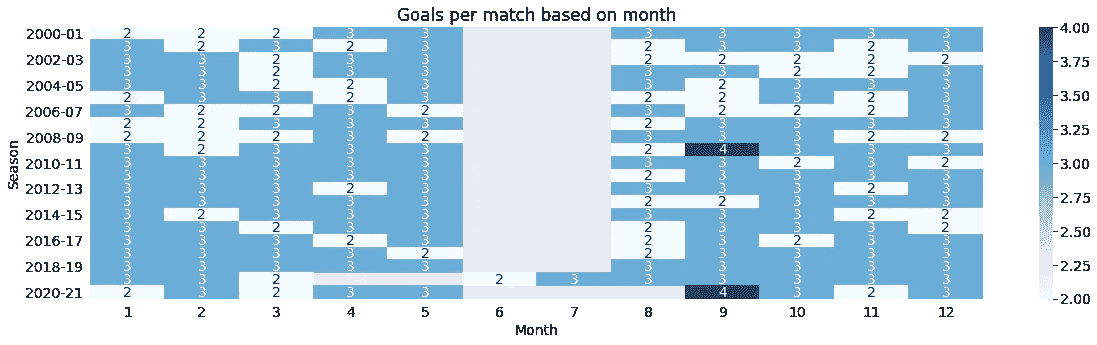 Goals per match based on month
2000-01 2 2 2 3 3 3 3 3 3 3
3 2 3 2 3 2 3 3 2 3
2002-03 3 3 2 3 3 2 2 2 2 2
3 3 2 3 3 3 3 2 2 3
2004-05 3 3 2 2 3 3 2 3 3 3
2 3 3 2 3 2 2 3 2 3
2006-07 3 2 2 3 2 3 2 2 3 3
2 2 3 3 3 2 3 3 3 3
2008-09 2 2 2 3 2 3 3 3 2 2
3 2 3 3 3 2 4 3 3 3
2010-11 3 3 3 3 3 3 3 2 3 2
3 3 3 3 3 2 3 3 3 3
2012-13 3 3 3 2 3 3 3 3 2 3
3 3 3 3 3 2 2 3 3 3
2014-15 3 2 3 3 3 3 3 3 2 2
3 3 2 3 3 2 3 3 3 2
2016-17 3 3 3 2 3 2 3 2 3 3
3 3 3 3 2 2 3 3 3 3
2018-19 3 3 3 3 3 3 3 3 3 3
3 3 2 2 3 3 3 3 3 3
2020-21 2 3 2 3 3 4 3 2 3
1 2 3 4 5 6 7 8 9 10 11 12
Month
Season
4.00
3.75
3.50
3.25
3.00
2.75
2.50
2.25
2.00